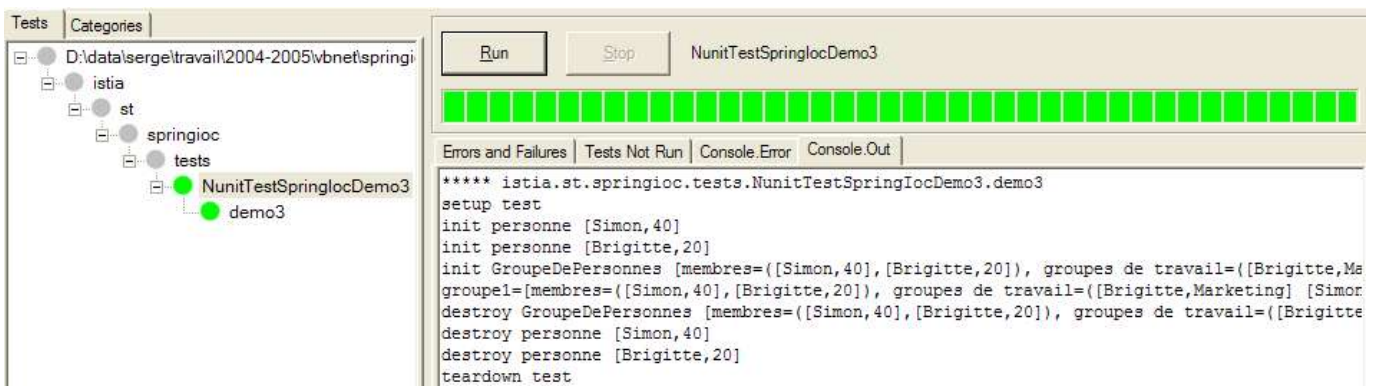 Tests Categories
D:\data\serge\travail\2004-2005\vbnet\springi
istia
st
springioc
tests
NunitTestSpringIocDemo3
demo3
Run Stop NunitTestSpringIocDemo3
Errors and Failures Tests Not Run Console.Error Console.Out
***** istia.st.springioc.tests.NunitTestSpringIocDemo3.demo3
setup test
init personne [Simon,40]
init personne [Brigitte,20]
init GroupeDePersonnes [membres=([Simon,40],[Brigitte,20]), groupes de travail=([Brigitte,Ma
groupe1=[membres=([Simon,40],[Brigitte,20]), groupes de travail=([Brigitte,Marketing] [Simon
destroy GroupeDePersonnes [membres=([Simon,40],[Brigitte,20]), groupes de travail=([Brigitte
destroy personne [Simon,40]
destroy personne [Brigitte,20]
teardown test